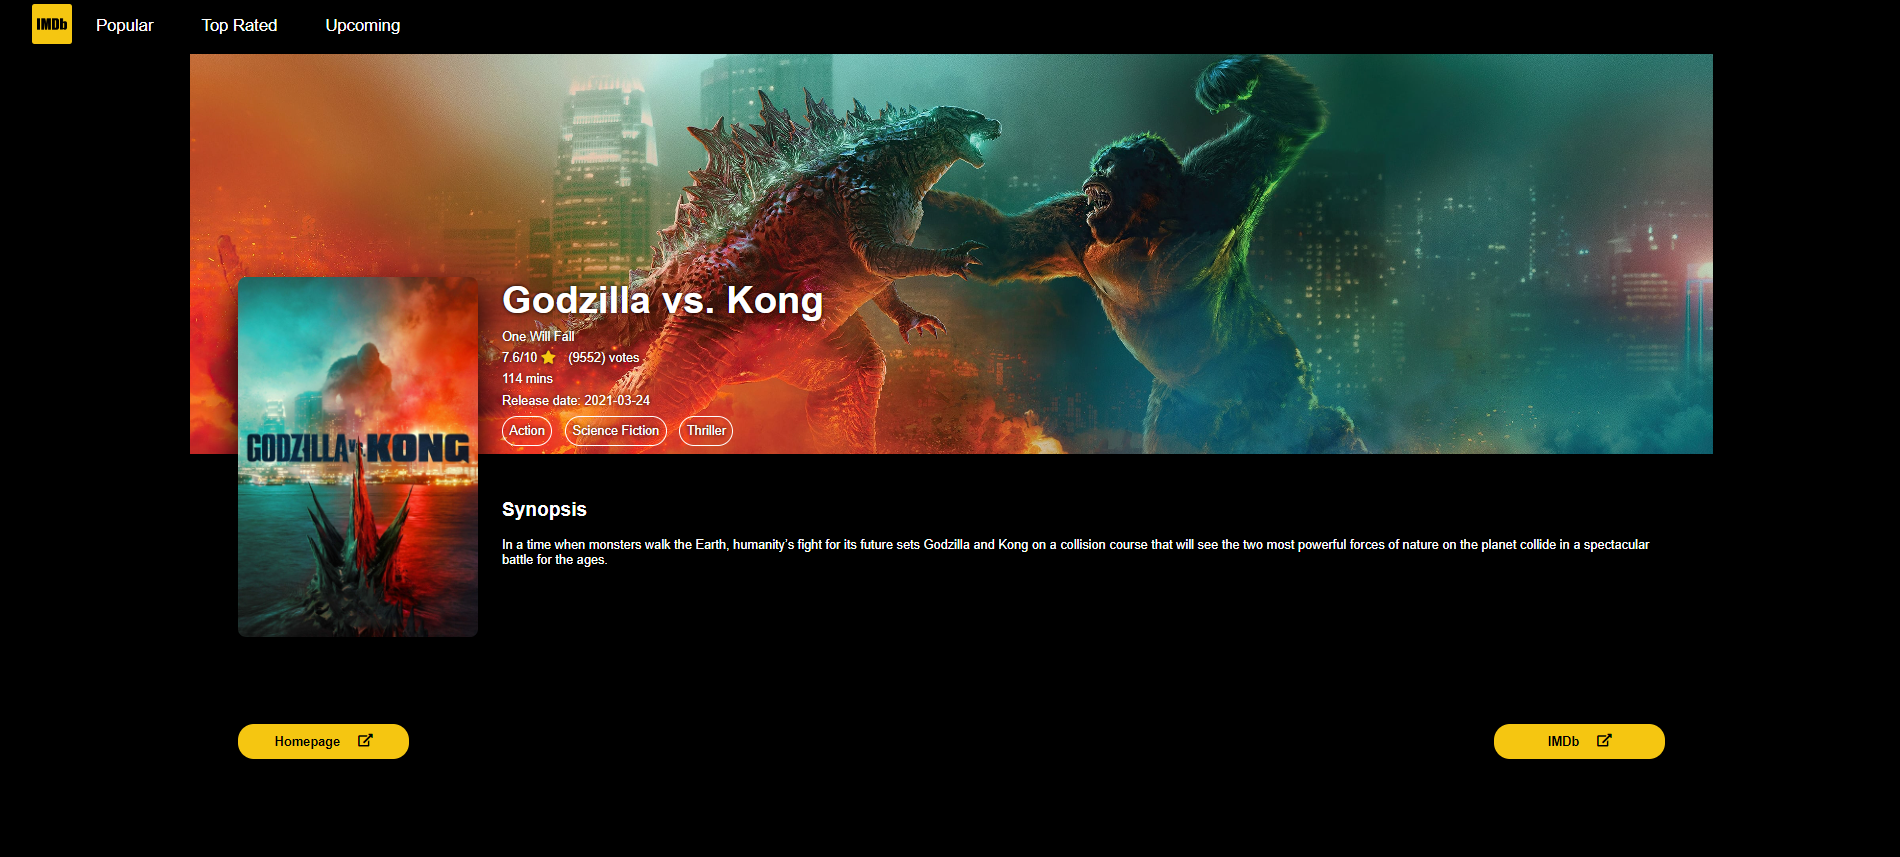 IMDb Popular Top Rated Upcoming
Godzilla vs. Kong
One Will Fall
7.6/10 (9552) votes
114 mins
Release date: 2021-03-24
Action Science Fiction Thriller
GODZILLA vs. KONG
Synopsis
In a time when monsters walk the Earth, humanity’s fight for its future sets Godzilla and Kong on a collision course that will see the two most powerful forces of nature on the planet collide in a spectacular
battle for the ages.
Homepage IMDb